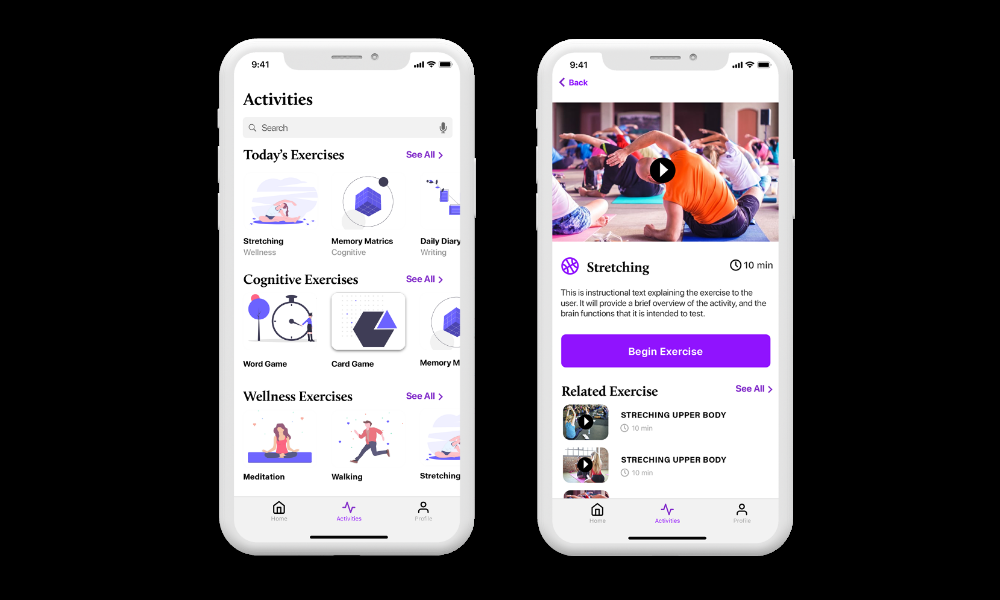 9:41
Activities
Search
Today's Exercises
See All
Stretching
Memory Matrics
Daily Diary
Wellness
Cognitive
Writing
Cognitive Exercises
See All
Word Game
Card Game
Memory M
Wellness Exercises
See All
Meditation
Walking
Stretching
Home
Activities
Profile
9:41
Back
Stretching
10 min
This is instructional text explaining the exercise to the
user. It will provide a brief overview of the activity, and the
brain functions that it is intended to test.
Begin Exercise
Related Exercise
See All
STRECHING UPPER BODY
10 min
STRECHING UPPER BODY
10 min
Home
Activities
Profile